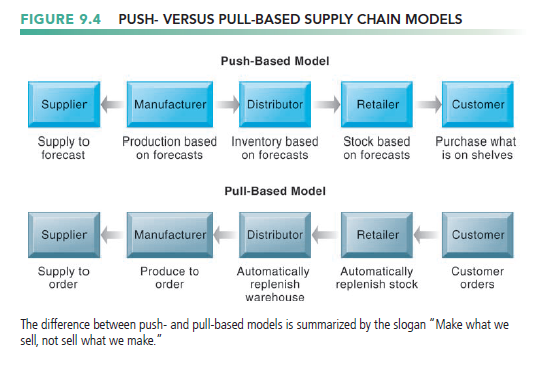 FIGURE 9.4 PUSH- VERSUS PULL-BASED SUPPLY CHAIN MODELS
Push-Based Model
Supplier Manufacturer Distributor Retailer Customer
Supply to Production based Inventory based Stock based Purchase what
forecast on forecasts on forecasts on forecasts is on shelves
Pull-Based Model
Supplier Manufacturer Distributor Retailer Customer
Supply to Produce to Automatically Automatically Customer
order order replenish replenish stock orders
warehouse
The difference between push- and pull-based models is summarized by the slogan “Make what we
sell, not sell what we make.”